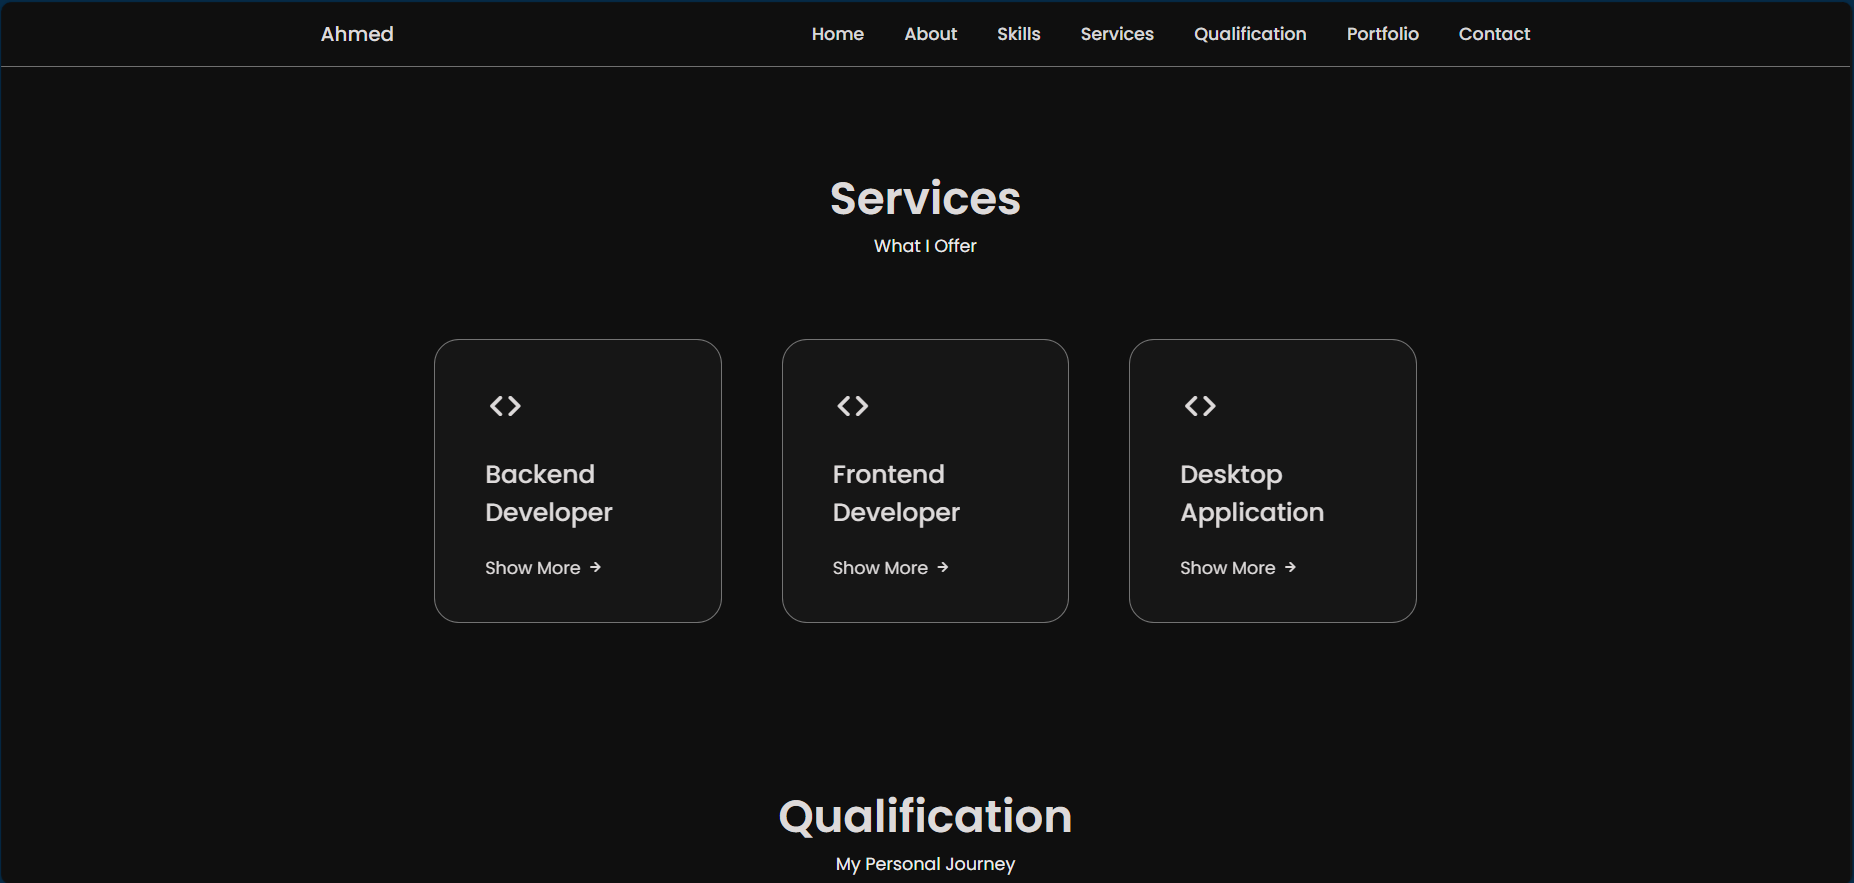 Ahmed Home About Skills Services Qualification Portfolio Contact
Services
What I Offer
Backend
Developer
Show More →
Frontend
Developer
Show More →
Desktop
Application
Show More →
Qualification
My Personal Journey